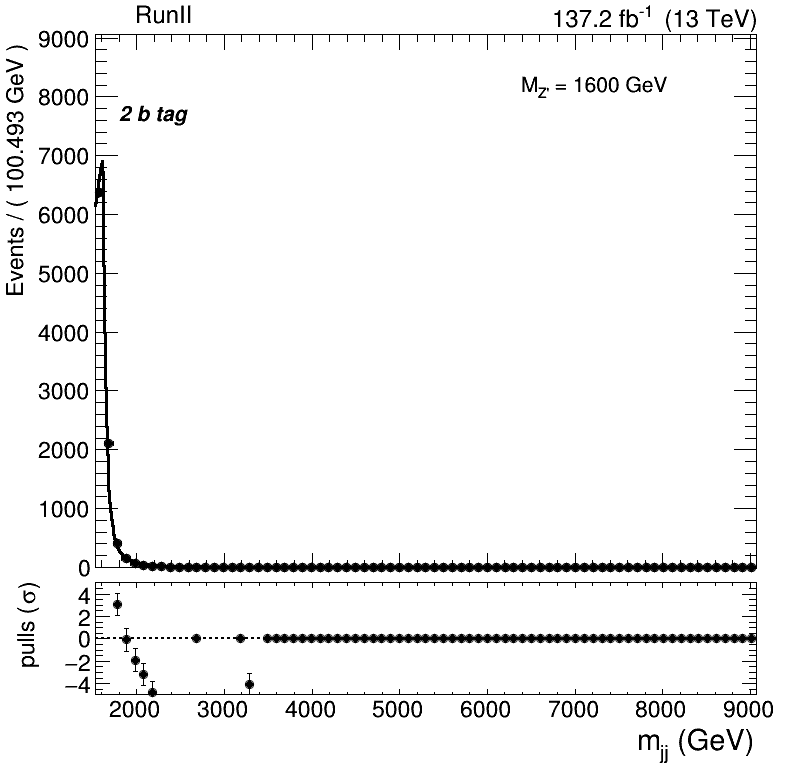 RunII
137.2 fb⁻¹ (13 TeV)
Events / ( 100.493 GeV )
9000
8000
7000
6000
5000
4000
3000
2000
1000
0
2 b tag
M_Z' = 1600 GeV
pulls (σ)
4
2
0
−2
−4
2000 3000 4000 5000 6000 7000 8000 9000
m_jj (GeV)